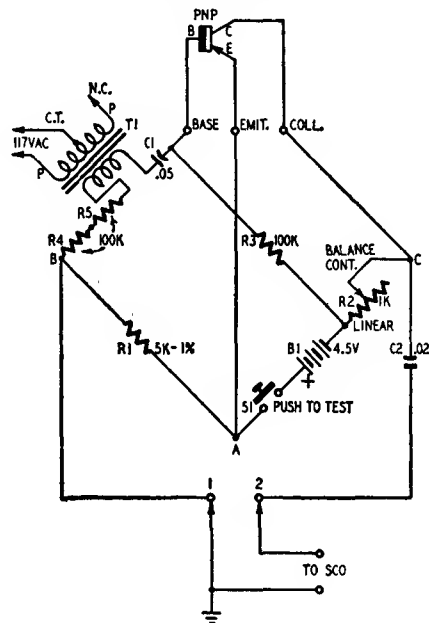 PNP
B
C
E
N.C.
P
C.T.
T1
117VAC
P
C1
.05
BASE
EMIT.
COLL.
R5
R4
100K
B
R3
100K
BALANCE
CONT.
C
R2
1K
LINEAR
R1
.5K-1%
B1
4.5V
+
C2
.02
S1
PUSH TO TEST
A
1
2
TO SCO